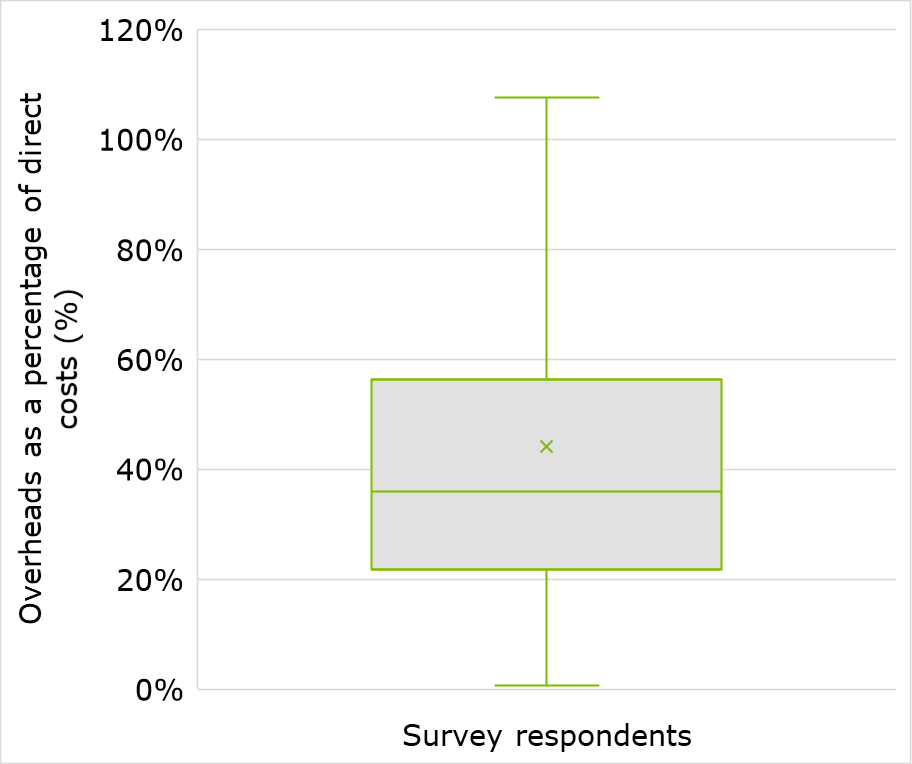 120%
100%
80%
60%
40%
20%
0%
Overheads as a percentage of direct
costs (%)
Survey respondents